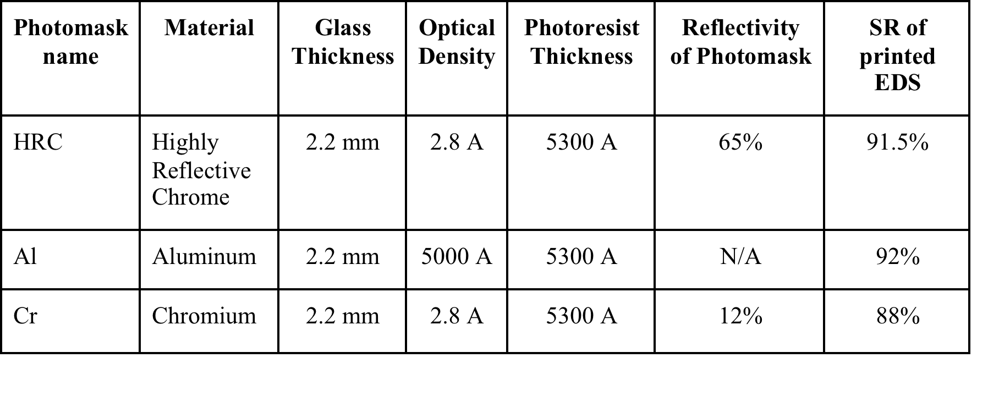 Photomask name | Material | Glass Thickness | Optical Density | Photoresist Thickness | Reflectivity of Photomask | SR of printed EDS
HRC | Highly Reflective Chrome | 2.2 mm | 2.8 A | 5300 A | 65% | 91.5%
Al | Aluminum | 2.2 mm | 5000 A | 5300 A | N/A | 92%
Cr | Chromium | 2.2 mm | 2.8 A | 5300 A | 12% | 88%